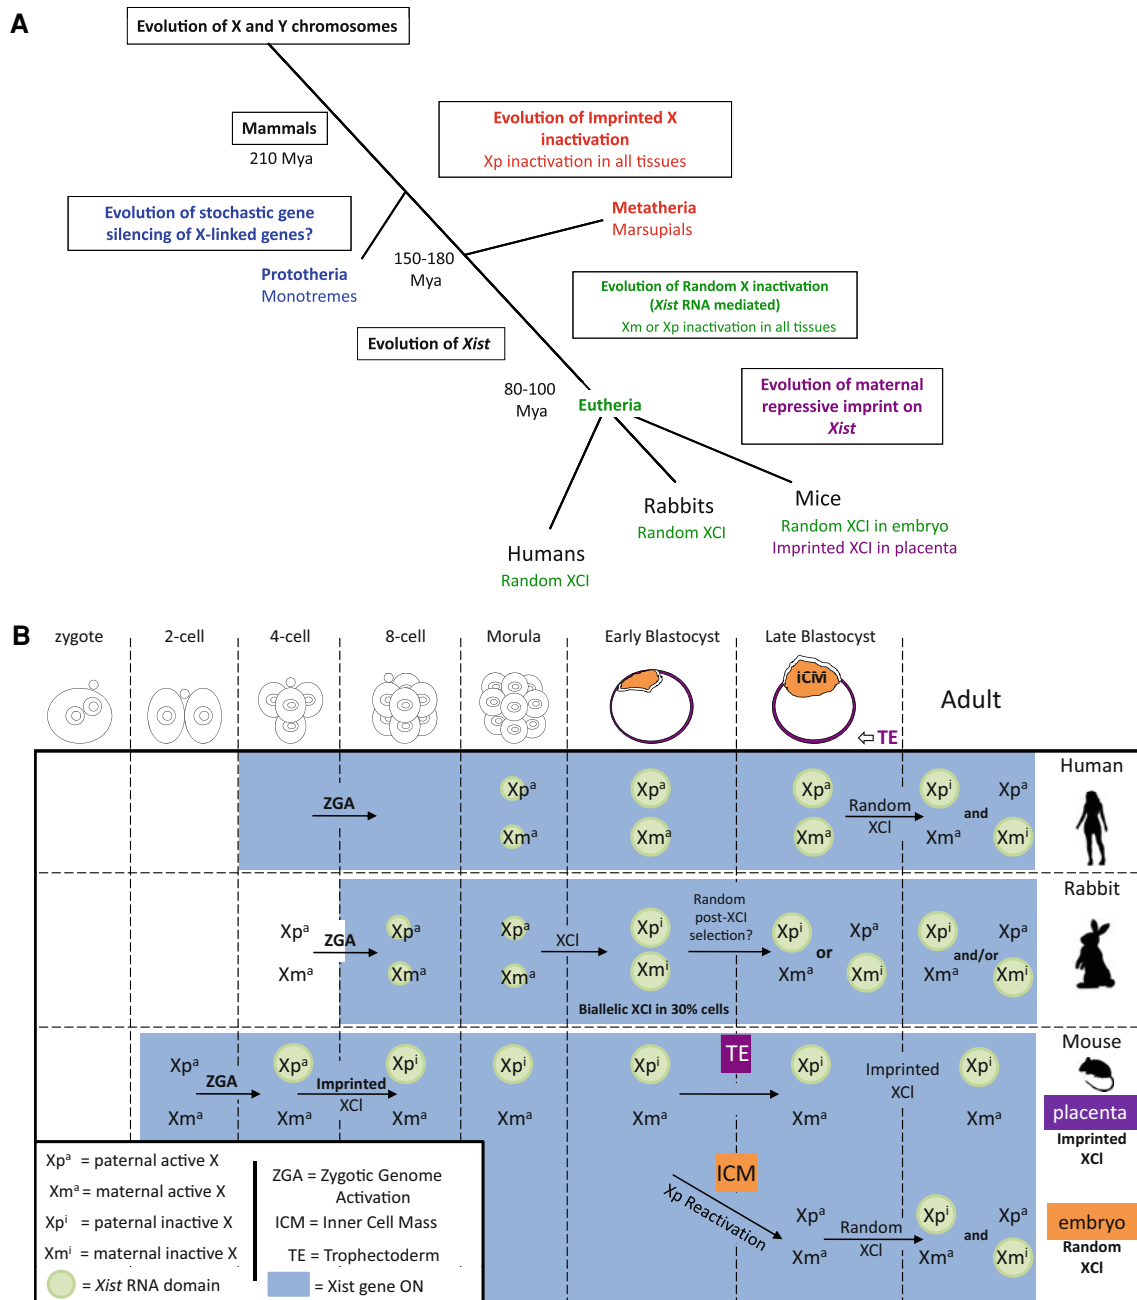 A
Evolution of X and Y chromosomes
Mammals
210 Mya
Evolution of Imprinted X
inactivation
Xp inactivation in all tissues
Evolution of stochastic gene
silencing of X-linked genes?
Metatheria
Marsupials
150-180
Mya
Prototheria
Monotremes
Evolution of Random X inactivation
(Xist RNA mediated)
Xm or Xp inactivation in all tissues
Evolution of Xist
80-100
Mya
Eutheria
Evolution of maternal
repressive imprint on
Xist
Rabbits
Random XCI
Mice
Random XCI in embryo
Imprinted XCI in placenta
Humans
Random XCI
B
zygote
2-cell
4-cell
8-cell
Morula
Early Blastocyst
Late Blastocyst
Adult
ICM
TE
Human
ZGA
Xpᵃ
Xmᵃ
Xpᵃ
Xmᵃ
Xpᵃ
Xmᵃ
Random
XCI
Xpⁱ
Xmᵃ
and
Xpᵃ
Xmⁱ
Rabbit
Xpᵃ
Xmᵃ
ZGA
Xpᵃ
Xmᵃ
Xpᵃ
Xmᵃ
XCI
Xpⁱ
Xmⁱ
Biallelic XCI in 30% cells
Random
post-XCI
selection?
Xpⁱ
Xmᵃ
or
Xpᵃ
Xmⁱ
Xpⁱ
Xmᵃ
and/or
Xpᵃ
Xmⁱ
Mouse
Xpᵃ
Xmᵃ
ZGA
Xpᵃ
Xmᵃ
Imprinted
XCI
Xpⁱ
Xmᵃ
Xpⁱ
Xmᵃ
Xpⁱ
Xmᵃ
TE
Xpⁱ
Xmᵃ
Imprinted
XCI
Xpⁱ
Xmᵃ
placenta
Imprinted
XCI
ICM
Xp Reactivation
Xpᵃ
Xmᵃ
Random
XCI
Xpⁱ
Xmᵃ
and
Xpᵃ
Xmⁱ
embryo
Random
XCI
Xpᵃ = paternal active X
Xmᵃ = maternal active X
Xpⁱ = paternal inactive X
Xmⁱ = maternal inactive X
= Xist RNA domain
ZGA = Zygotic Genome
Activation
ICM = Inner Cell Mass
TE = Trophectoderm
= Xist gene ON